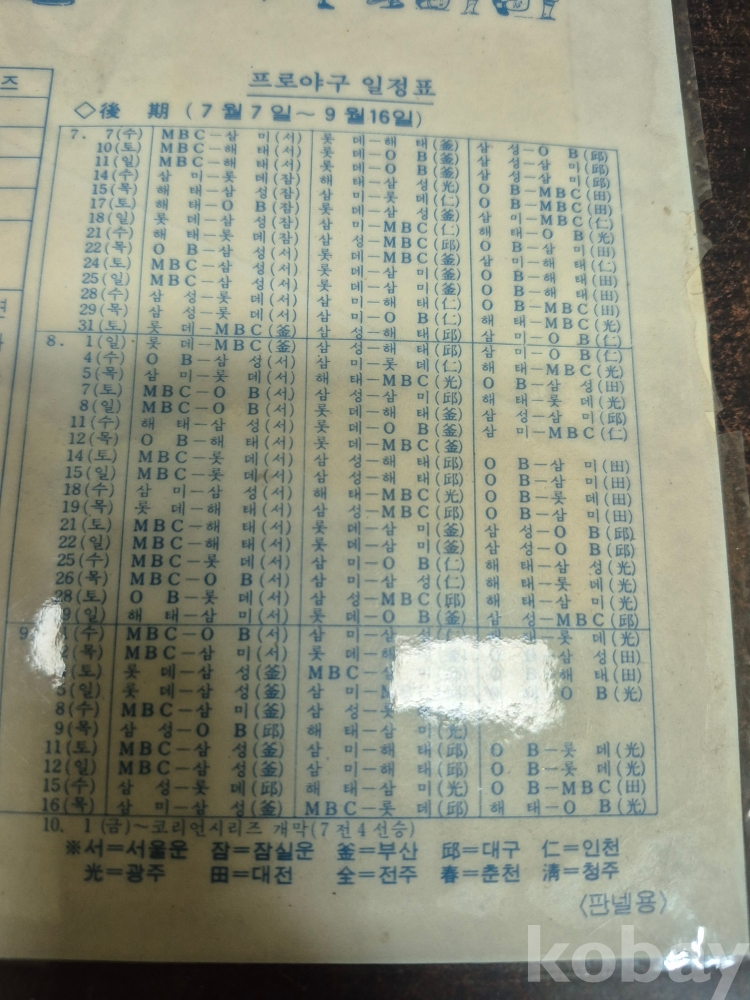 프로야구 일정표
◇後 期 (7월7일~9월16일)
7. 7(수) MBC-삼 미(서) 롯 데-해 태(釜) 삼 성-O B(邱)
10(토) MBC-해 태(서) 롯 데-O B(釜) 삼 성-삼 미(邱)
11(일) MBC-해 태(서) 롯 데-O B(釜) 삼 성-삼 미(邱)
14(수) 삼 미-롯 데(잠) 해 태-삼 성(光) O B-MBC(田)
15(목) 해 태-삼 성(잠) 삼 미-롯 데(仁) O B-MBC(田)
17(토) 해 태-O B(잠) 롯 데-삼 성(釜) 삼 미-MBC(仁)
18(일) 롯 데-삼 성(잠) 삼 미-MBC(仁) 해 태-O B(光)
21(수) 해 태-롯 데(잠) 삼 성-MBC(邱) O B-삼 미(田)
22(목) O B-삼 성(서) 롯 데-MBC(釜) 삼 미-해 태(仁)
24(토) MBC-삼 성(서) 롯 데-삼 미(釜) O B-해 태(田)
25(일) MBC-삼 성(서) 롯 데-삼 미(釜) O B-해 태(田)
28(수) 삼 성-롯 데(서) 삼 미-해 태(仁) O B-MBC(田)
29(목) 삼 성-롯 데(서) 삼 미-O B(仁) 해 태-MBC(光)
31(토) 롯 데-MBC(釜) 삼 성-해 태(邱) 삼 미-O B(仁)
8. 1(일) 롯 데-MBC(釜) 삼 성-해 태(邱) 삼 미-O B(仁)
4(수) O B-삼 성(서) 삼 미-롯 데(仁) 해 태-MBC(光)
5(목) 삼 미-롯 데(서) 해 태-MBC(光) O B-삼 성(田)
7(토) MBC-O B(서) 삼 성-삼 미(邱) 해 태-롯 데(光)
8(일) MBC-O B(서) 롯 데-해 태(釜) 삼 성-삼 미(邱)
11(수) 해 태-삼 성(서) 롯 데-O B(釜) 삼 미-MBC(仁)
12(목) O B-해 태(서) 롯 데-MBC(釜)
14(토) MBC-롯 데(서) 삼 성-해 태(邱) O B-삼 미(田)
15(일) MBC-롯 데(서) 삼 성-해 태(邱) O B-삼 미(田)
18(수) 삼 미-삼 성(서) 해 태-MBC(光) O B-롯 데(田)
19(목) 롯 데-해 태(서) 삼 성-MBC(邱) O B-삼 미(田)
21(토) MBC-해 태(서) 롯 데-삼 미(釜) 삼 성-O B(邱)
22(일) MBC-해 태(서) 롯 데-삼 미(釜) 삼 성-O B(邱)
25(수) MBC-롯 데(서) 삼 미-O B(仁) 해 태-삼 성(光)
26(목) MBC-O B(서) 삼 미-삼 성(仁) 해 태-롯 데(光)
28(토) O B-롯 데(서) 삼 성-MBC(邱) 해 태-삼 미(光)
9(일) 해 태-삼 미(서) 롯 데-O B(釜) 삼 성-MBC(邱)
9. (수) MBC-O B(서) 삼 미-삼 태-롯 데(光)
2(목) MBC-삼 미(서) 롯 데-해 성(田)
(토) 롯 데-삼 성(釜) MBC-삼 태(田)
5(일) 롯 데-삼 성(釜) 삼 미- O B(光)
8(수) MBC-삼 미(釜) 삼 성-롯
9(목) 삼 성-O B(邱) 해 태-삼 미(光)
11(토) MBC-삼 성(釜) 삼 미-해 태(邱) O B-롯 데(光)
12(일) MBC-삼 성(釜) 삼 미-해 태(邱) O B-롯 데(光)
15(수) 삼 성-롯 데(邱) 해 태-삼 미(光) O B-MBC(田)
16(목) 삼 미-삼 성(釜) MBC-롯 데(邱) 해 태-O B(光)
10. 1(금)~코리언시리즈 개막(7전4선승)
※서=서울운 잠=잠실운 釜=부산 邱=대구 仁=인천
光=광주 田=대전 全=전주 春=춘천 淸=청주
〈판넬용〉
kobay